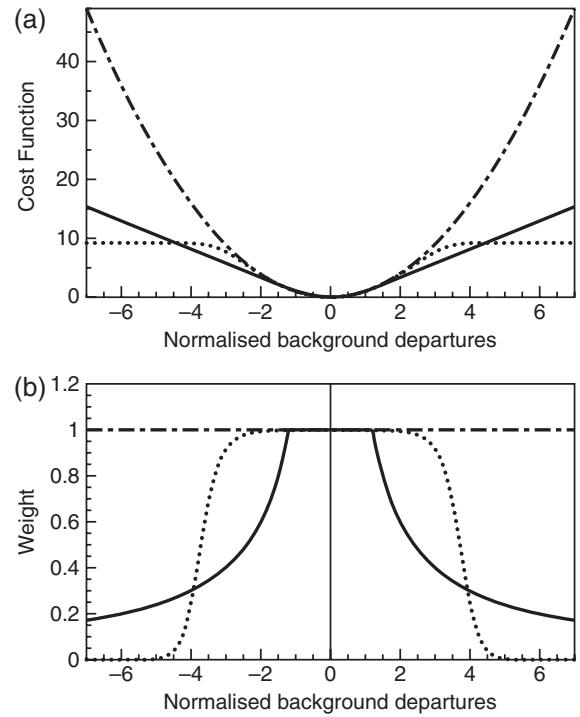 (a)
Cost Function
40
30
20
10
0
−6 −4 −2 0 2 4 6
Normalised background departures
(b)
Weight
1.2
1
0.8
0.6
0.4
0.2
0
−6 −4 −2 0 2 4 6
Normalised background departures